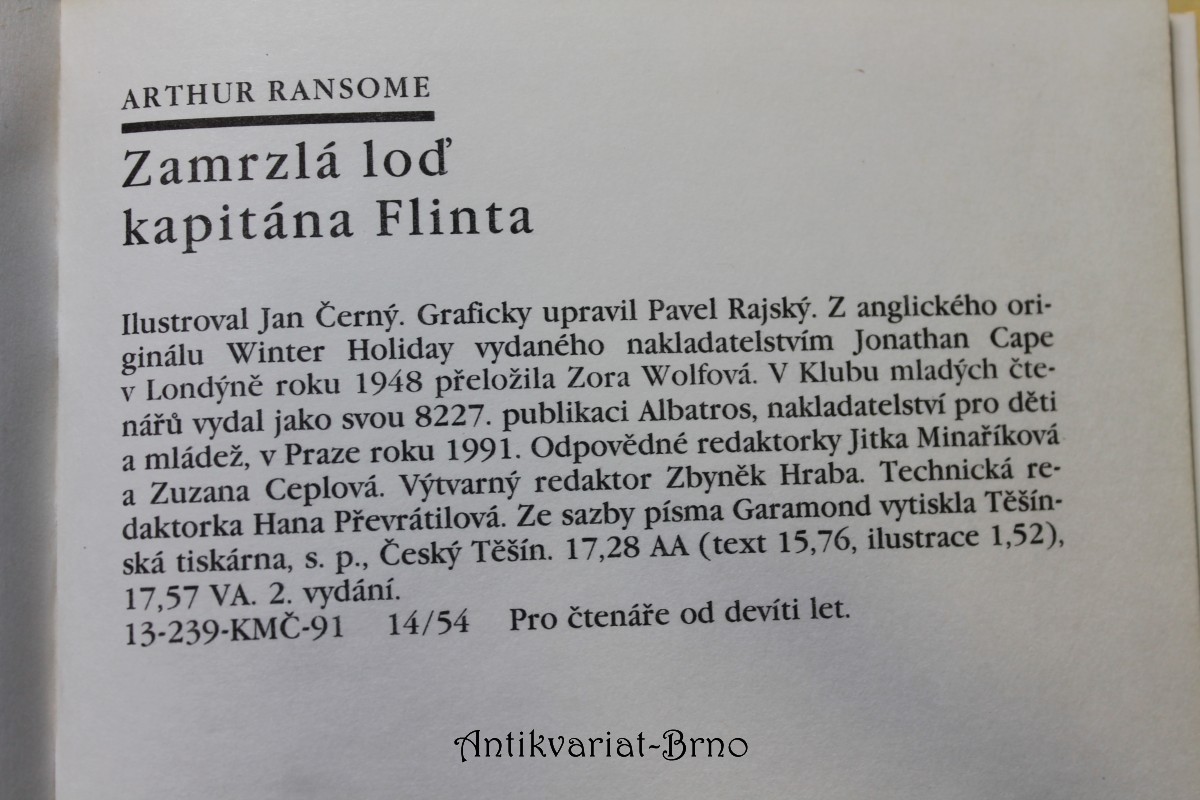 ARTHUR RANSOME
Zamrzlá loď
kapitána Flinta
Ilustroval Jan Černý. Graficky upravil Pavel Rajský. Z anglického ori-
ginálu Winter Holiday vydaného nakladatelstvím Jonathan Cape
v Londýně roku 1948 přeložila Zora Wolfová. V Klubu mladých čte-
nářů vydal jako svou 8227. publikaci Albatros, nakladatelství pro děti
a mládež, v Praze roku 1991. Odpovědné redaktorky Jitka Minaříková
a Zuzana Ceplová. Výtvarný redaktor Zbyněk Hraba. Technická re-
daktorka Hana Převrátilová. Ze sazby písma Garamond vytiskla Těšín-
ská tiskárna, s. p., Český Těšín. 17,28 AA (text 15,76, ilustrace 1,52),
17,57 VA. 2. vydání.
13-239-KMČ-91 14/54 Pro čtenáře od devíti let.
Antikvariat-Brno